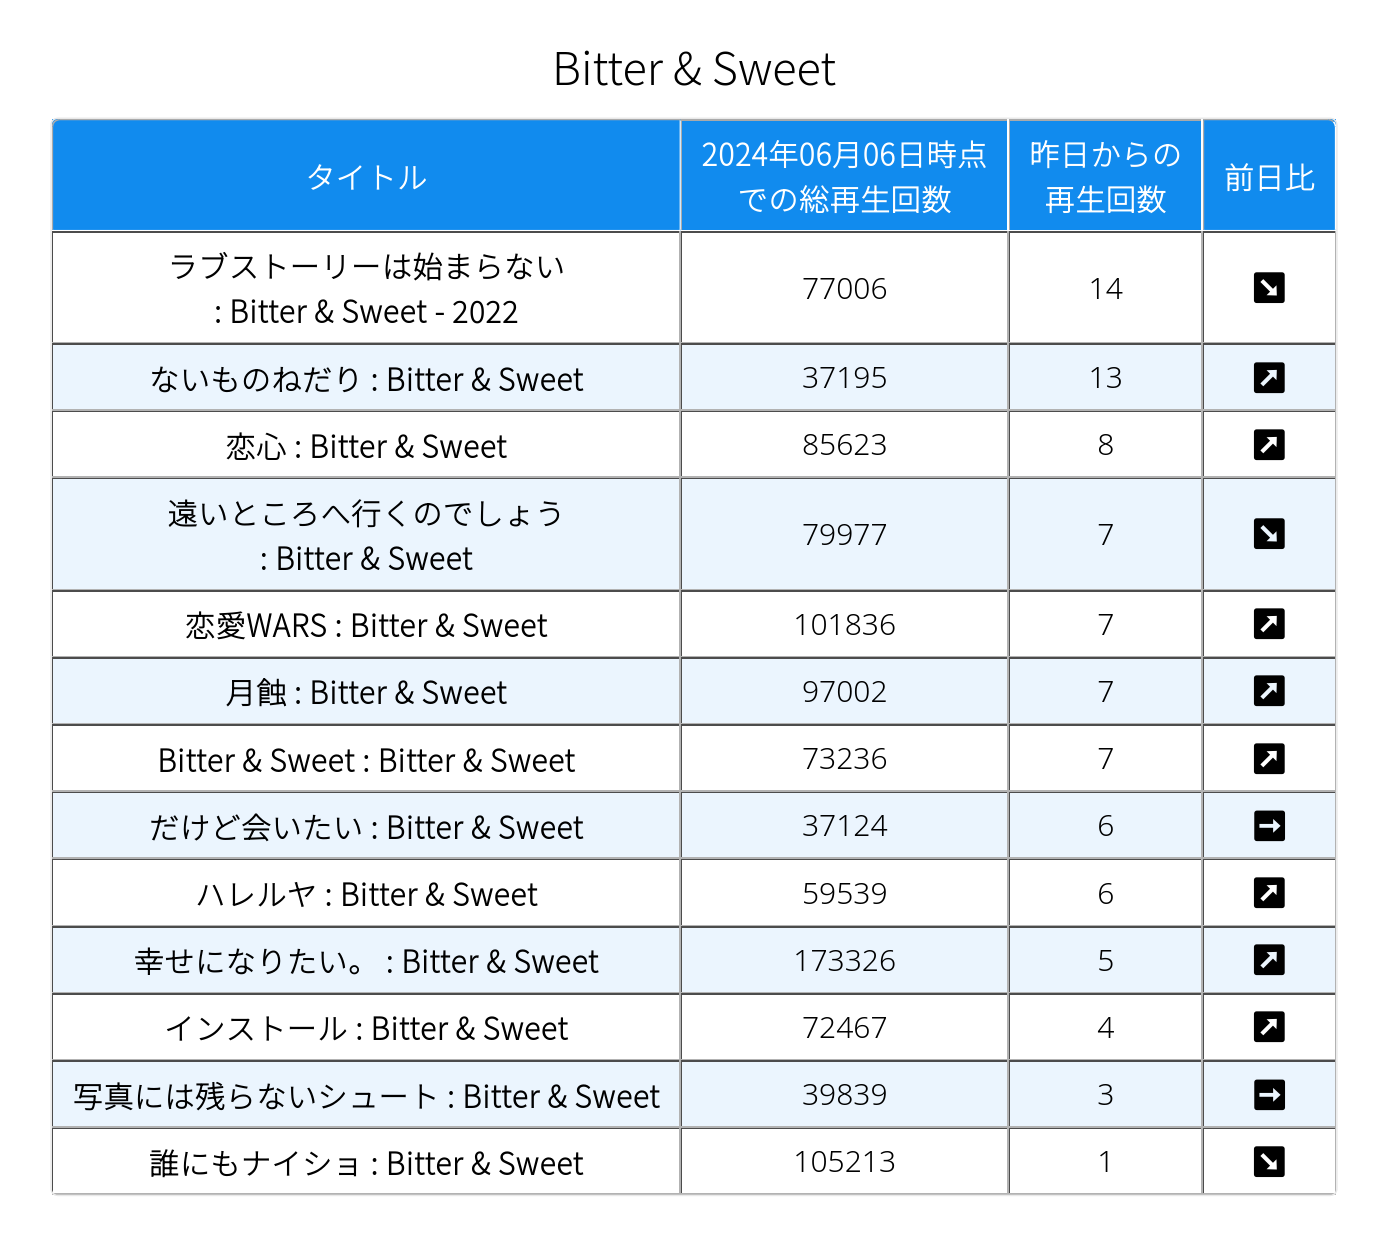 Bitter & Sweet
タイトル
2024年06月06日時点
での総再生回数
昨日からの
再生回数
前日比
ラブストーリーは始まらない
: Bitter & Sweet - 2022
77006
14
↘
ないものねだり : Bitter & Sweet
37195
13
↗
恋心 : Bitter & Sweet
85623
8
↗
遠いところへ行くのでしょう
: Bitter & Sweet
79977
7
↘
恋愛WARS : Bitter & Sweet
101836
7
↗
月蝕 : Bitter & Sweet
97002
7
↗
Bitter & Sweet : Bitter & Sweet
73236
7
↗
だけど会いたい : Bitter & Sweet
37124
6
→
ハレルヤ : Bitter & Sweet
59539
6
↗
幸せになりたい。 : Bitter & Sweet
173326
5
↗
インストール : Bitter & Sweet
72467
4
↗
写真には残らないシュート : Bitter & Sweet
39839
3
→
誰にもナイショ : Bitter & Sweet
105213
1
↘